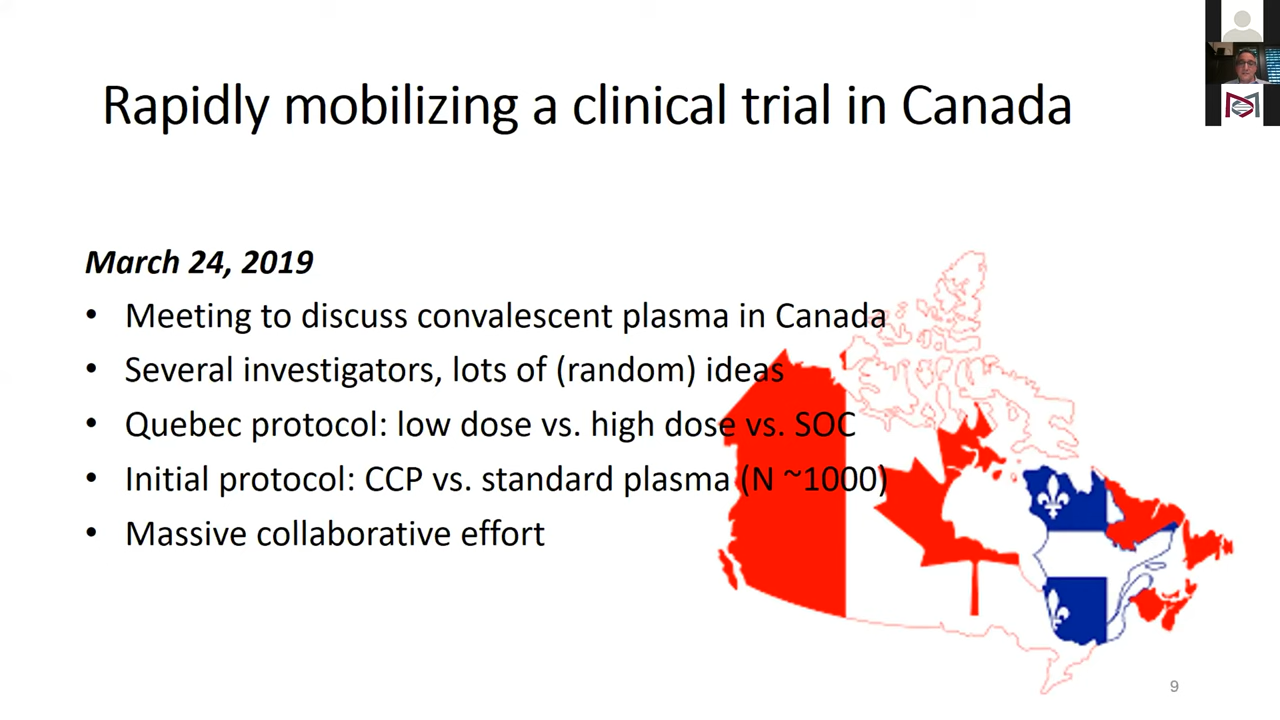 Rapidly mobilizing a clinical trial in Canada
March 24, 2019
• Meeting to discuss convalescent plasma in Canada
• Several investigators, lots of (random) ideas
• Quebec protocol: low dose vs. high dose vs. SOC
• Initial protocol: CCP vs. standard plasma (N ~1000)
• Massive collaborative effort
9